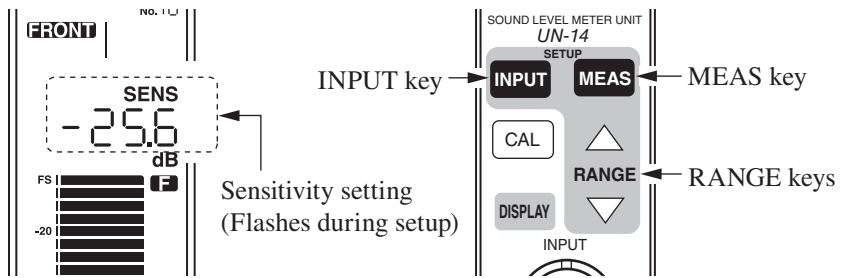 No. 10
FRONT
SENS
-25.6
dB
FS
F
-20
Sensitivity setting
(Flashes during setup)
SOUND LEVEL METER UNIT
UN-14
SETUP
INPUT key
INPUT
MEAS
MEAS key
CAL
RANGE
RANGE keys
DISPLAY
INPUT